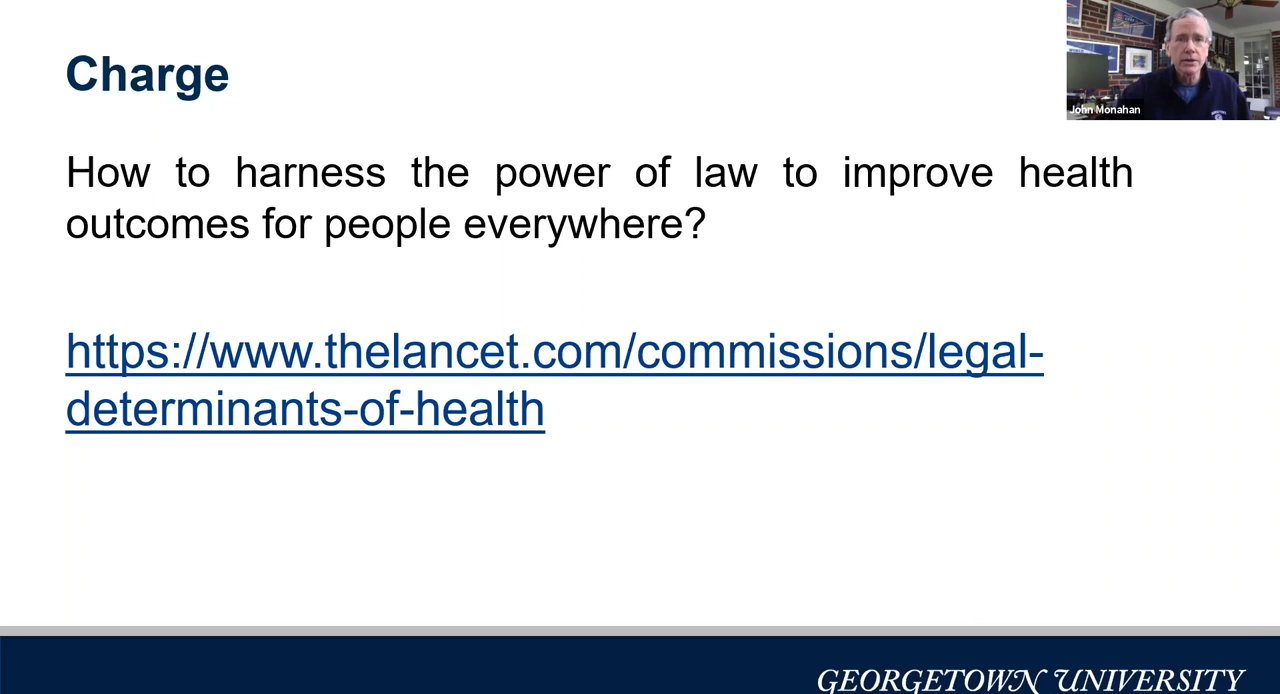 John Monahan
Charge
How to harness the power of law to improve health
outcomes for people everywhere?
https://www.thelancet.com/commissions/legal-
determinants-of-health
GEORGETOWN UNIVERSITY